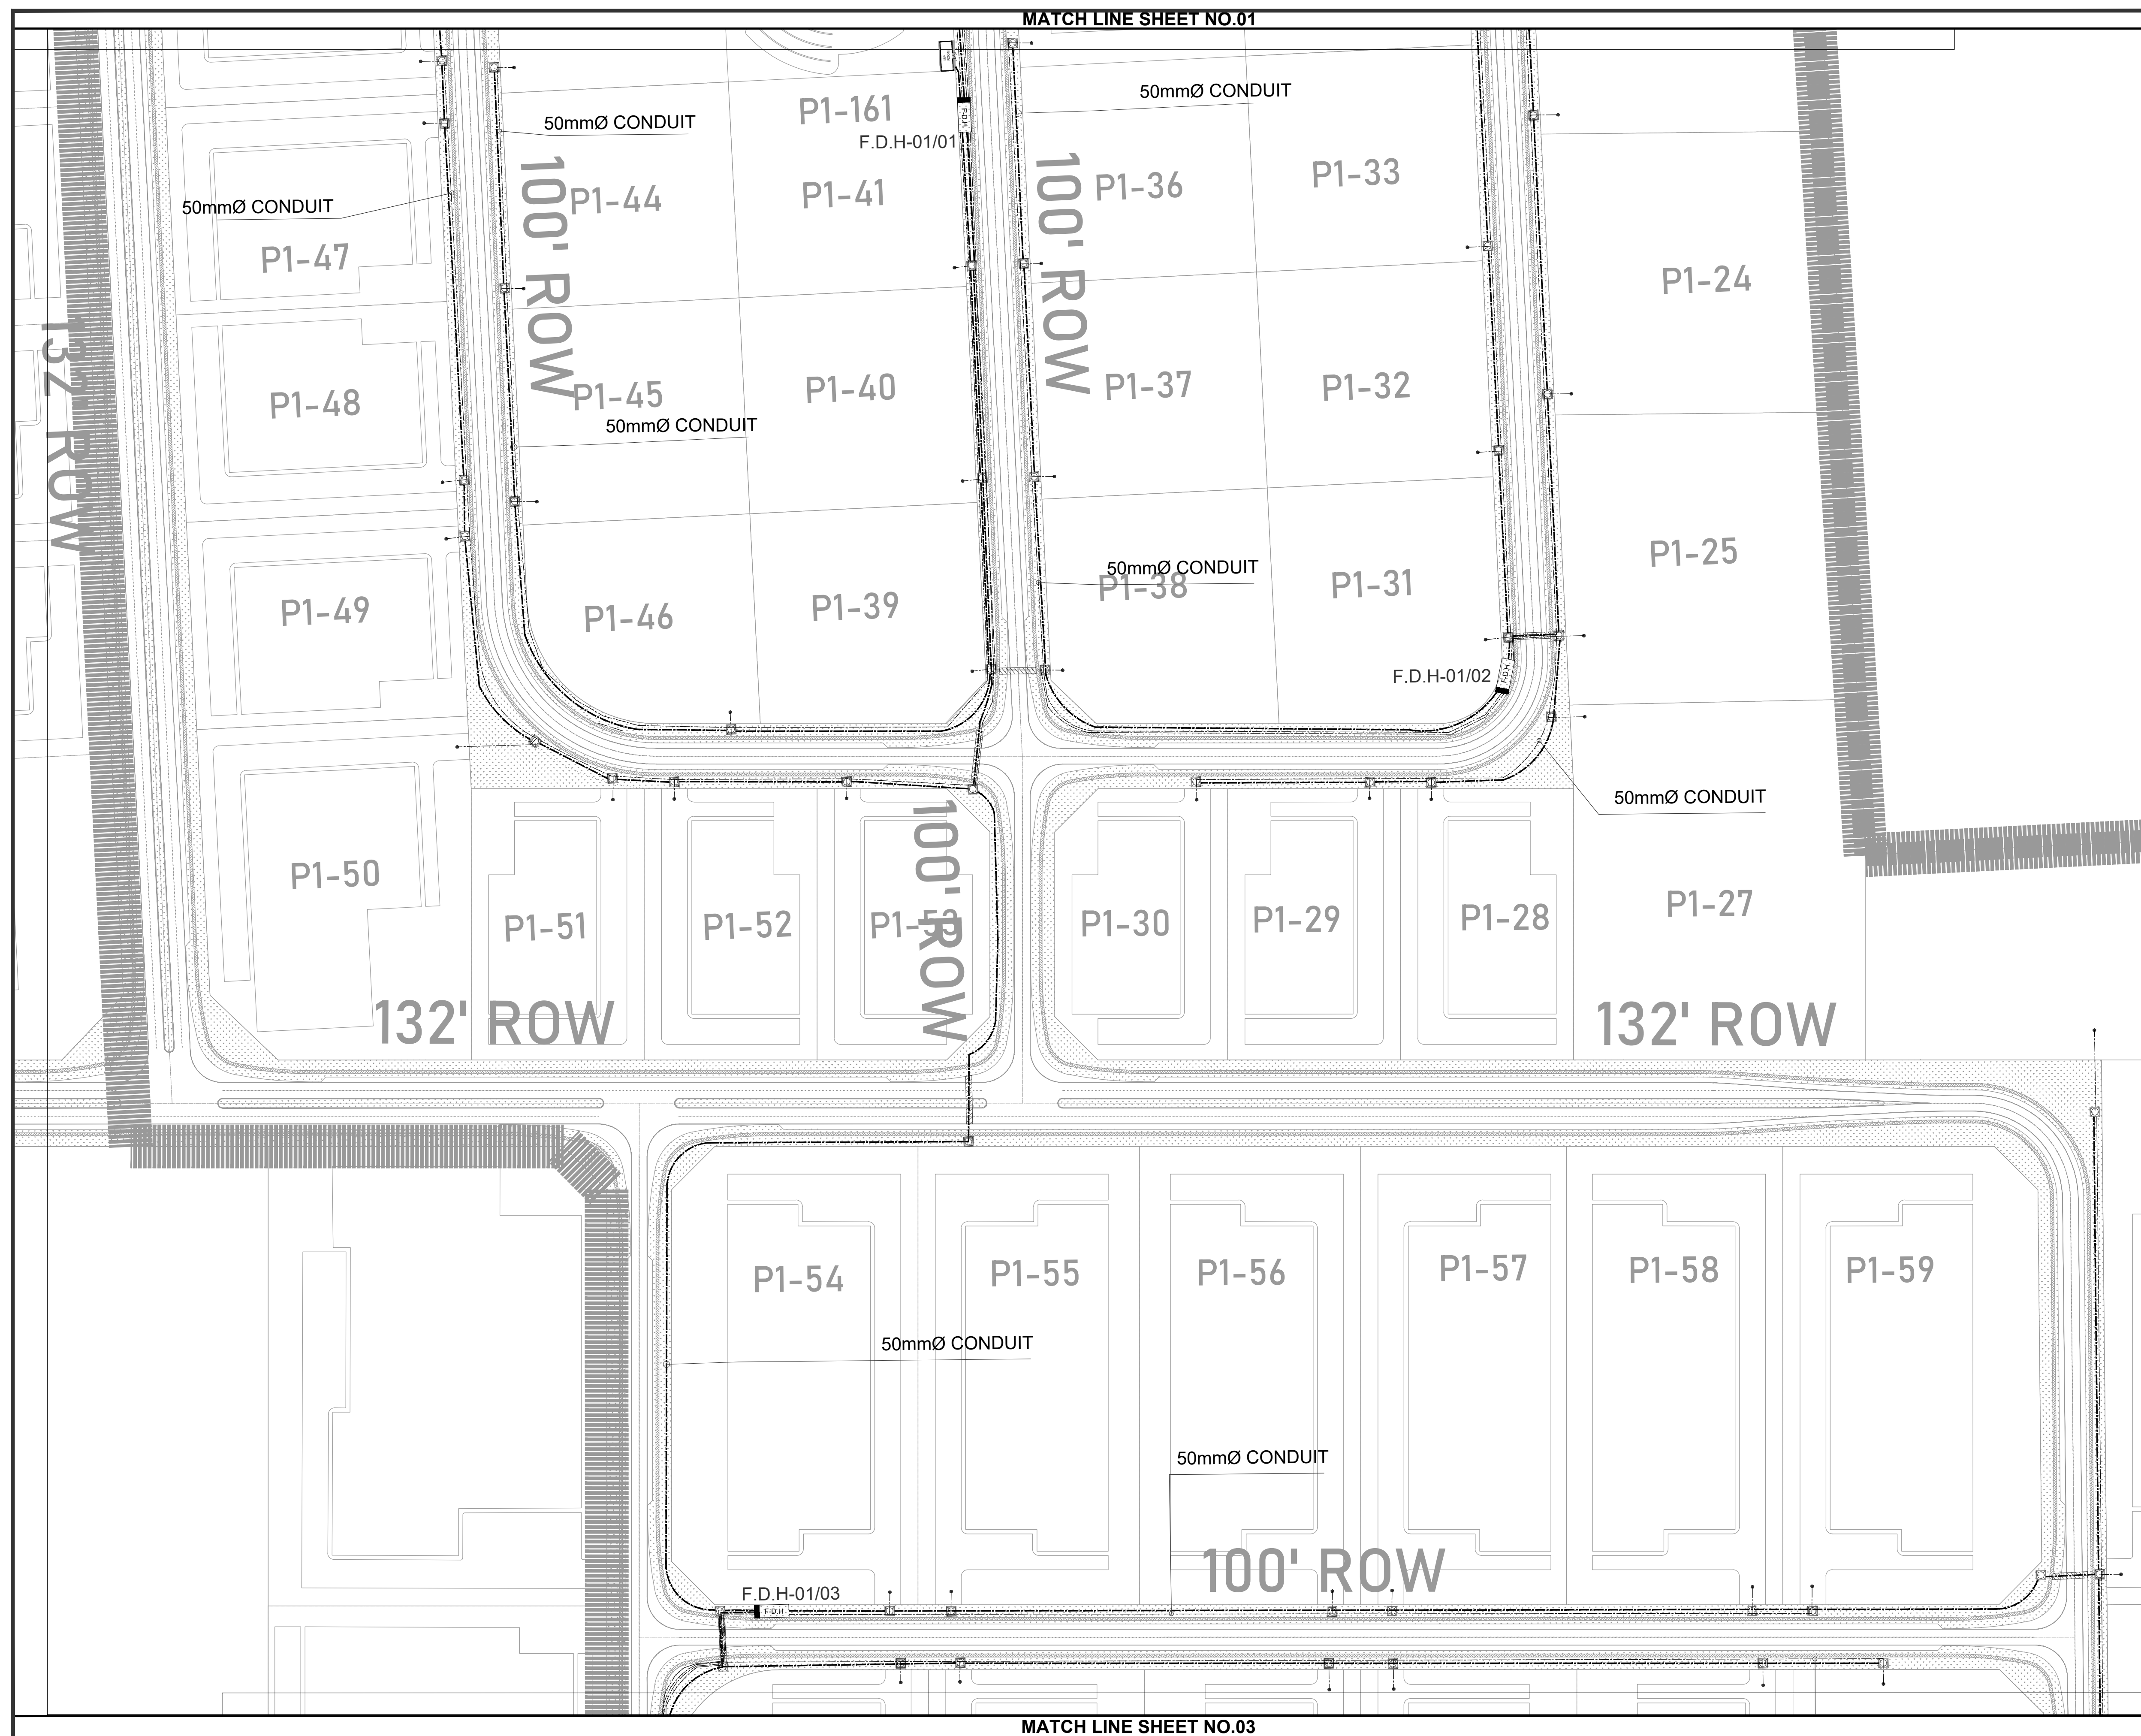 MATCH LINE SHEET NO.01
50mmØ CONDUIT
P1-161
50mmØ CONDUIT
F.D.H
F.D.H-01/01
100' ROW
100' ROW
P1-44
P1-41
P1-36
P1-33
50mmØ CONDUIT
P1-47
P1-24
132' ROW
P1-48
P1-45
P1-40
P1-37
P1-32
50mmØ CONDUIT
P1-25
50mmØ CONDUIT
P1-49
P1-46
P1-39
P1-38
P1-31
F.D.H-01/02
F.D.H
50mmØ CONDUIT
100' ROW
P1-50
P1-51
P1-52
P1-53
P1-30
P1-29
P1-28
P1-27
132' ROW
132' ROW
P1-54
P1-55
P1-56
P1-57
P1-58
P1-59
50mmØ CONDUIT
50mmØ CONDUIT
100' ROW
F.D.H-01/03
F.D.H
MATCH LINE SHEET NO.03